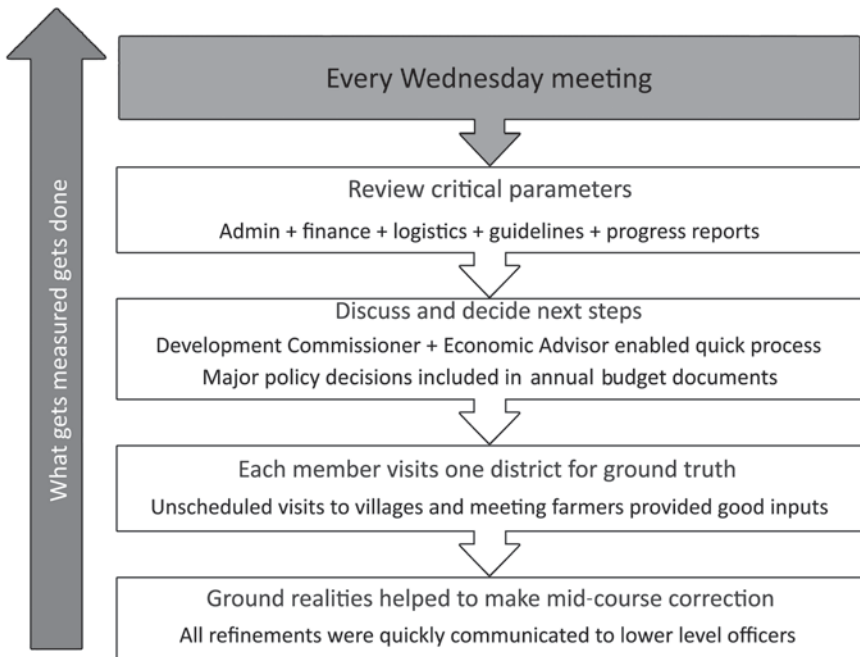 What gets measured gets done
Every Wednesday meeting
Review critical parameters
Admin + finance + logistics + guidelines + progress reports
Discuss and decide next steps
Development Commissioner + Economic Advisor enabled quick process
Major policy decisions included in annual budget documents
Each member visits one district for ground truth
Unscheduled visits to villages and meeting farmers provided good inputs
Ground realities helped to make mid-course correction
All refinements were quickly communicated to lower level officers